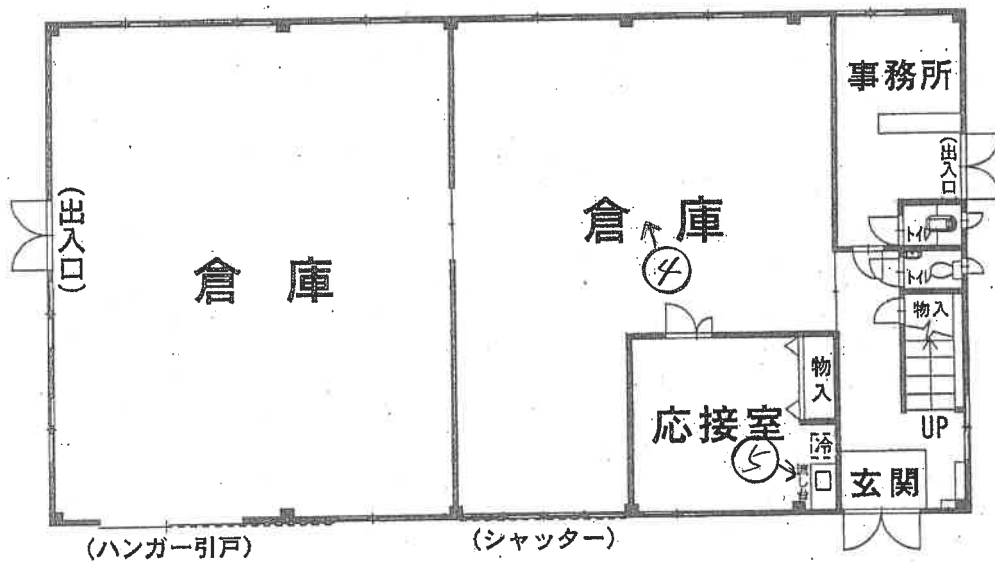 事務所
(出入口)
(出入口)
倉庫
④
倉庫
トイレ
トイレ
物入
物入
応接室
冷
⑤
流し台
UP
玄関
(ハンガー引戸)
(シャッター)